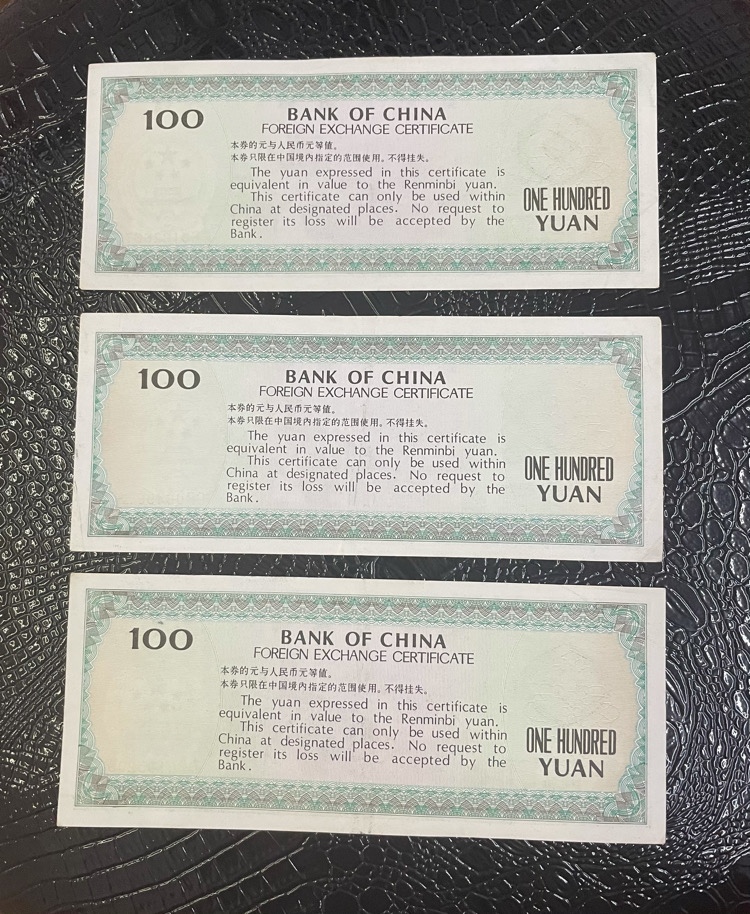 100
BANK OF CHINA
FOREIGN EXCHANGE CERTIFICATE
本券的元与人民币元等值。
本券只限在中国境内指定的范围使用。不得挂失。
The yuan expressed in this certificate is
equivalent in value to the Renminbi yuan.
This certificate can only be used within
China at designated places. No request to
register its loss will be accepted by the
Bank.
ONE HUNDRED
YUAN
100
BANK OF CHINA
FOREIGN EXCHANGE CERTIFICATE
本券的元与人民币元等值。
本券只限在中国境内指定的范围使用。不得挂失。
The yuan expressed in this certificate is
equivalent in value to the Renminbi yuan.
This certificate can only be used within
China at designated places. No request to
register its loss will be accepted by the
Bank.
ONE HUNDRED
YUAN
100
BANK OF CHINA
FOREIGN EXCHANGE CERTIFICATE
本券的元与人民币元等值。
本券只限在中国境内指定的范围使用。不得挂失。
The yuan expressed in this certificate is
equivalent in value to the Renminbi yuan.
This certificate can only be used within
China at designated places. No request to
register its loss will be accepted by the
Bank.
ONE HUNDRED
YUAN